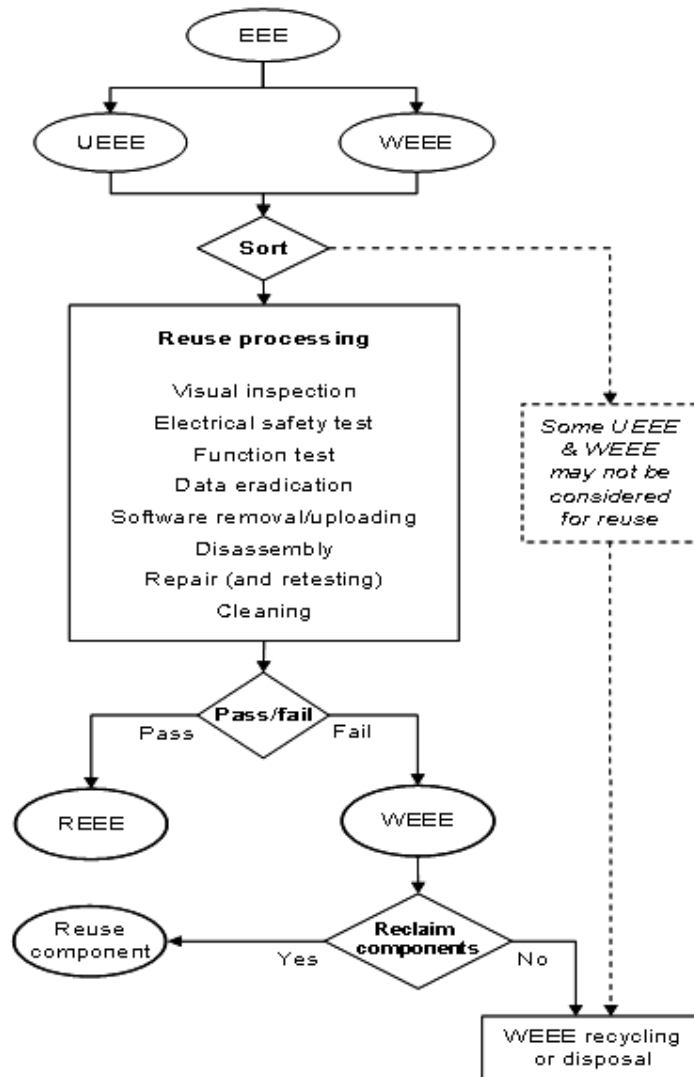 EEE
UEEE
WEEE
Sort
Reuse processing
Visual inspection
Electrical safety test
Function test
Data eradication
Software removal/uploading
Disassembly
Repair (and retesting)
Cleaning
Some UEEE
& WEEE
may not be
considered
for reuse
Pass/fail
Pass
Fail
REEE
WEEE
Reuse
component
Reclaim
components
Yes
No
WEEE recycling
or disposal